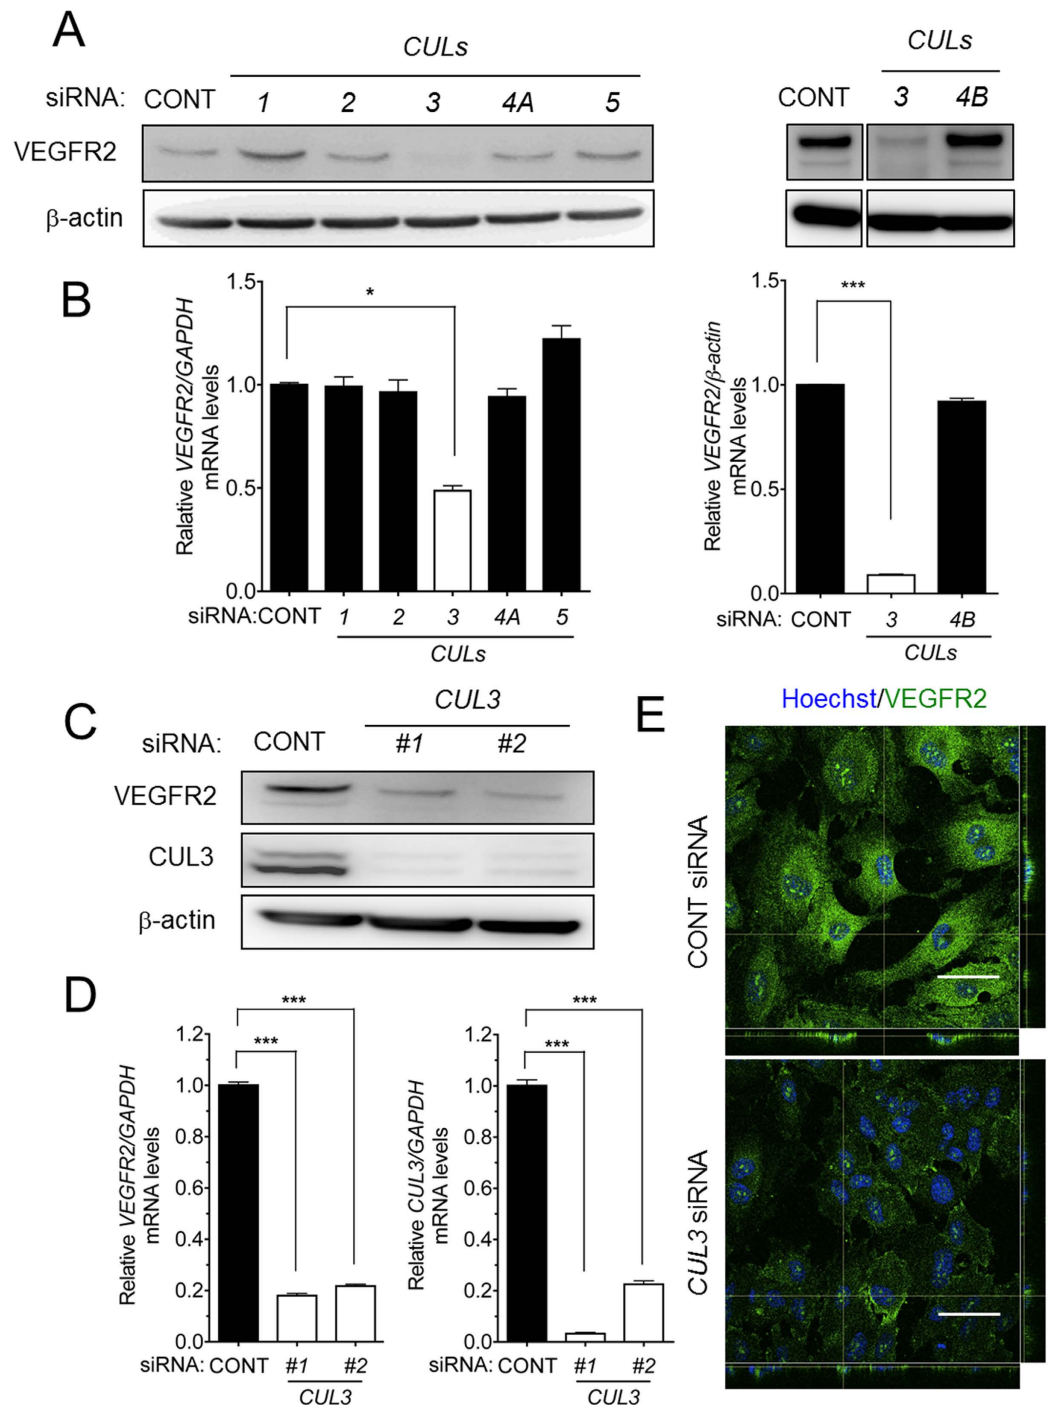 A
CULs
siRNA: CONT 1 2 3 4A 5
VEGFR2
β-actin
CULs
CONT 3 4B
B
Ralative VEGFR2/GAPDH
mRNA levels
1.5
1.0
0.5
0.0
*
siRNA:CONT 1 2 3 4A 5
CULs
Relative VEGFR2/β-actin
mRNA levels
1.5
1.0
0.5
0.0
***
siRNA: CONT 3 4B
CULs
C
CUL3
siRNA: CONT #1 #2
VEGFR2
CUL3
β-actin
D
Relative VEGFR2/GAPDH
mRNA levels
1.2
1.0
0.8
0.6
0.4
0.2
0.0
***
***
siRNA: CONT #1 #2
CUL3
Relative CUL3/GAPDH
mRNA levels
1.2
1.0
0.8
0.6
0.4
0.2
0.0
***
***
siRNA: CONT #1 #2
CUL3
E
Hoechst/VEGFR2
CONT siRNA
CUL3 siRNA